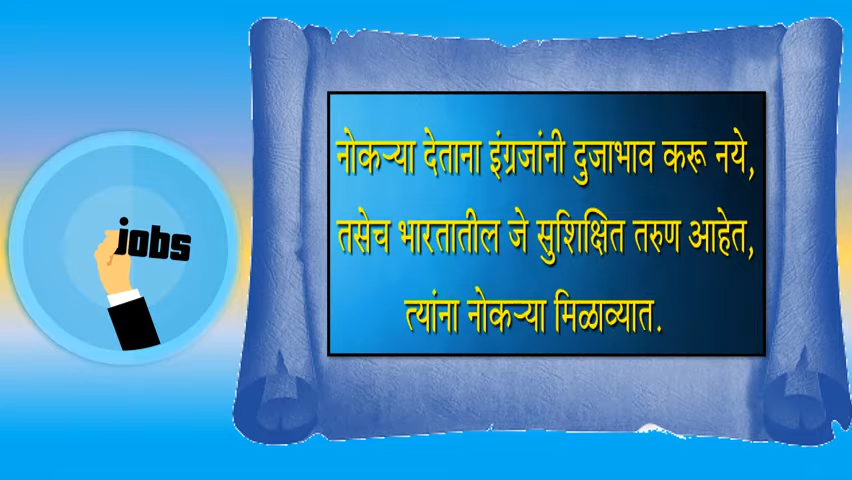 jobs
नोकऱ्या देताना इंग्रजांनी दुजाभाव करू नये,
तसेच भारतातील जे सुशिक्षित तरुण आहेत,
त्यांना नोकऱ्या मिळाव्यात.